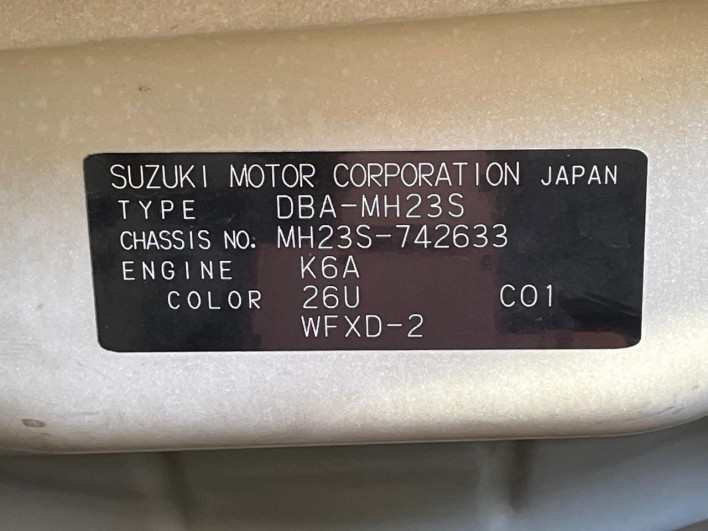 SUZUKI MOTOR CORPORATION JAPAN
TYPE DBA-MH23S
CHASSIS NO. MH23S-742633
ENGINE K6A
COLOR 26U C01
WFXD-2